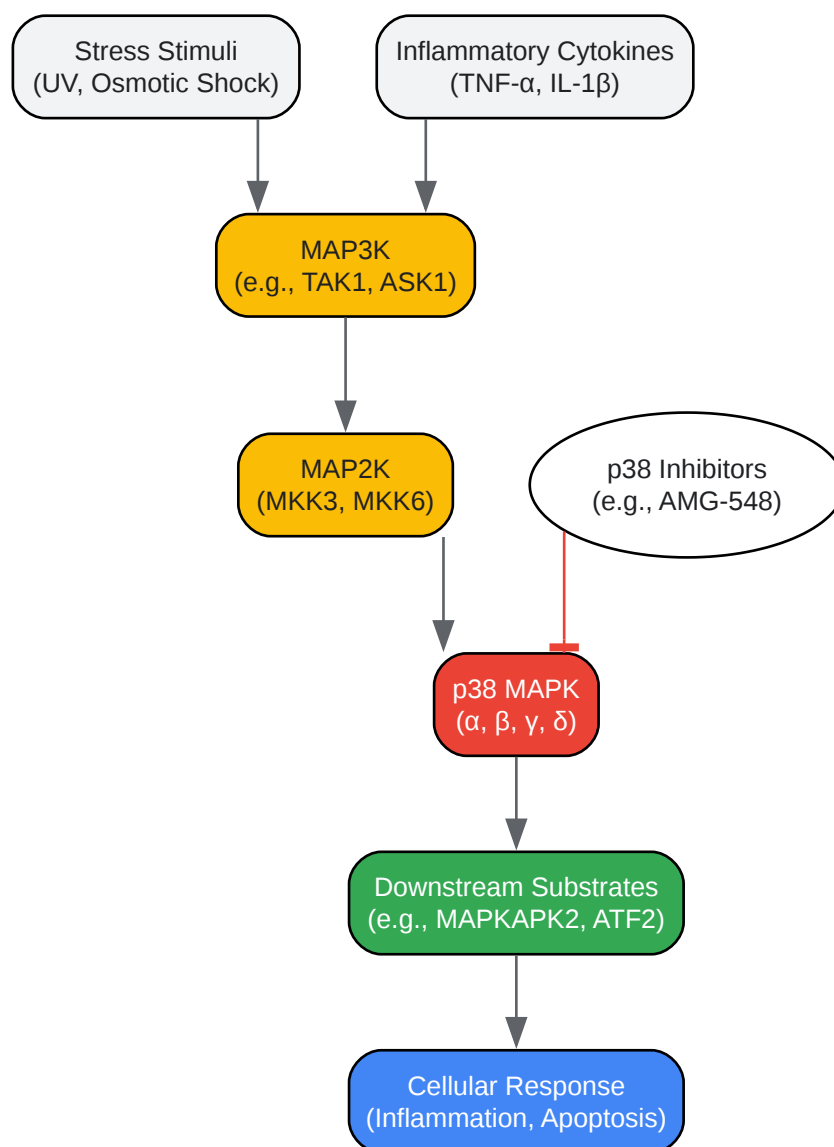 Stress Stimuli
(UV, Osmotic Shock)
Inflammatory Cytokines
(TNF-α, IL-1β)
MAP3K
(e.g., TAK1, ASK1)
MAP2K
(MKK3, MKK6)
p38 Inhibitors
(e.g., AMG-548)
p38 MAPK
(α, β, γ, δ)
Downstream Substrates
(e.g., MAPKAPK2, ATF2)
Cellular Response
(Inflammation, Apoptosis)